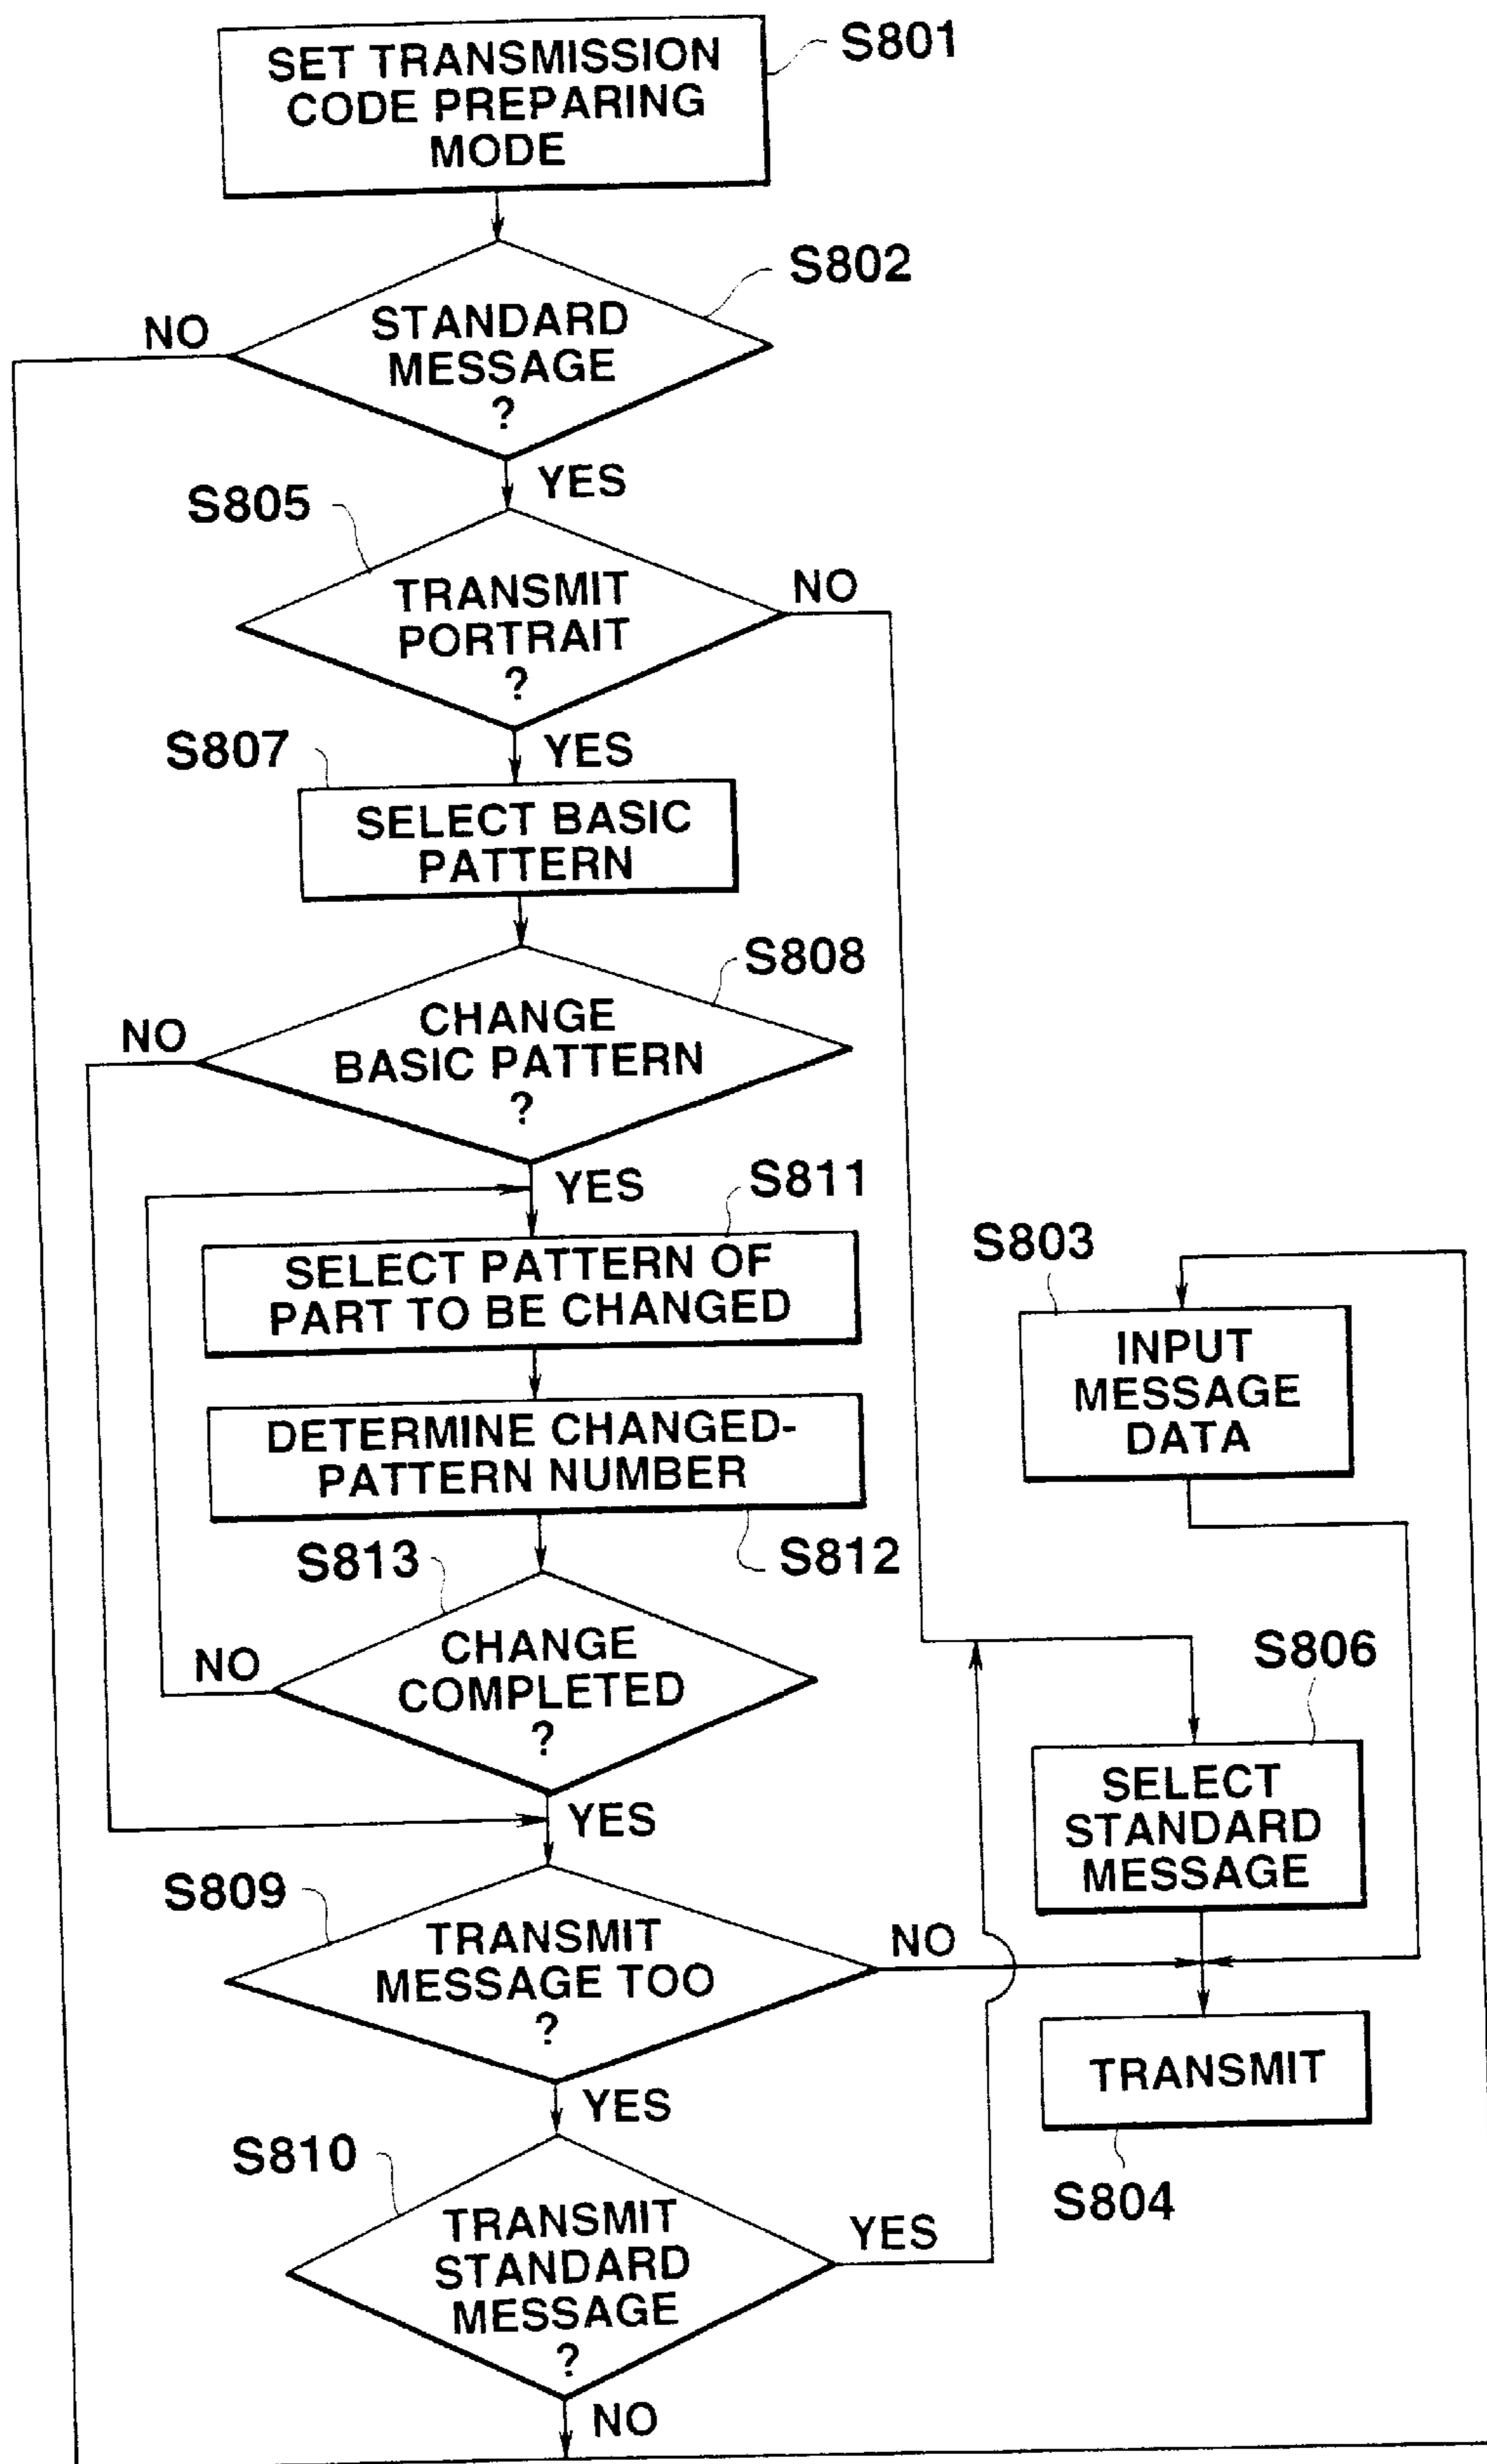 SET TRANSMISSION
CODE PREPARING
MODE
S801
S802
NO
STANDARD
MESSAGE
?
YES
S805
TRANSMIT
PORTRAIT
?
NO
YES
S807
SELECT BASIC
PATTERN
S808
NO
CHANGE
BASIC PATTERN
?
YES
S811
SELECT PATTERN OF
PART TO BE CHANGED
DETERMINE CHANGED-
PATTERN NUMBER
S812
S813
NO
CHANGE
COMPLETED
?
YES
S809
TRANSMIT
MESSAGE TOO
?
NO
YES
S810
TRANSMIT
STANDARD
MESSAGE
?
YES
NO
S803
INPUT
MESSAGE
DATA
S806
SELECT
STANDARD
MESSAGE
TRANSMIT
S804